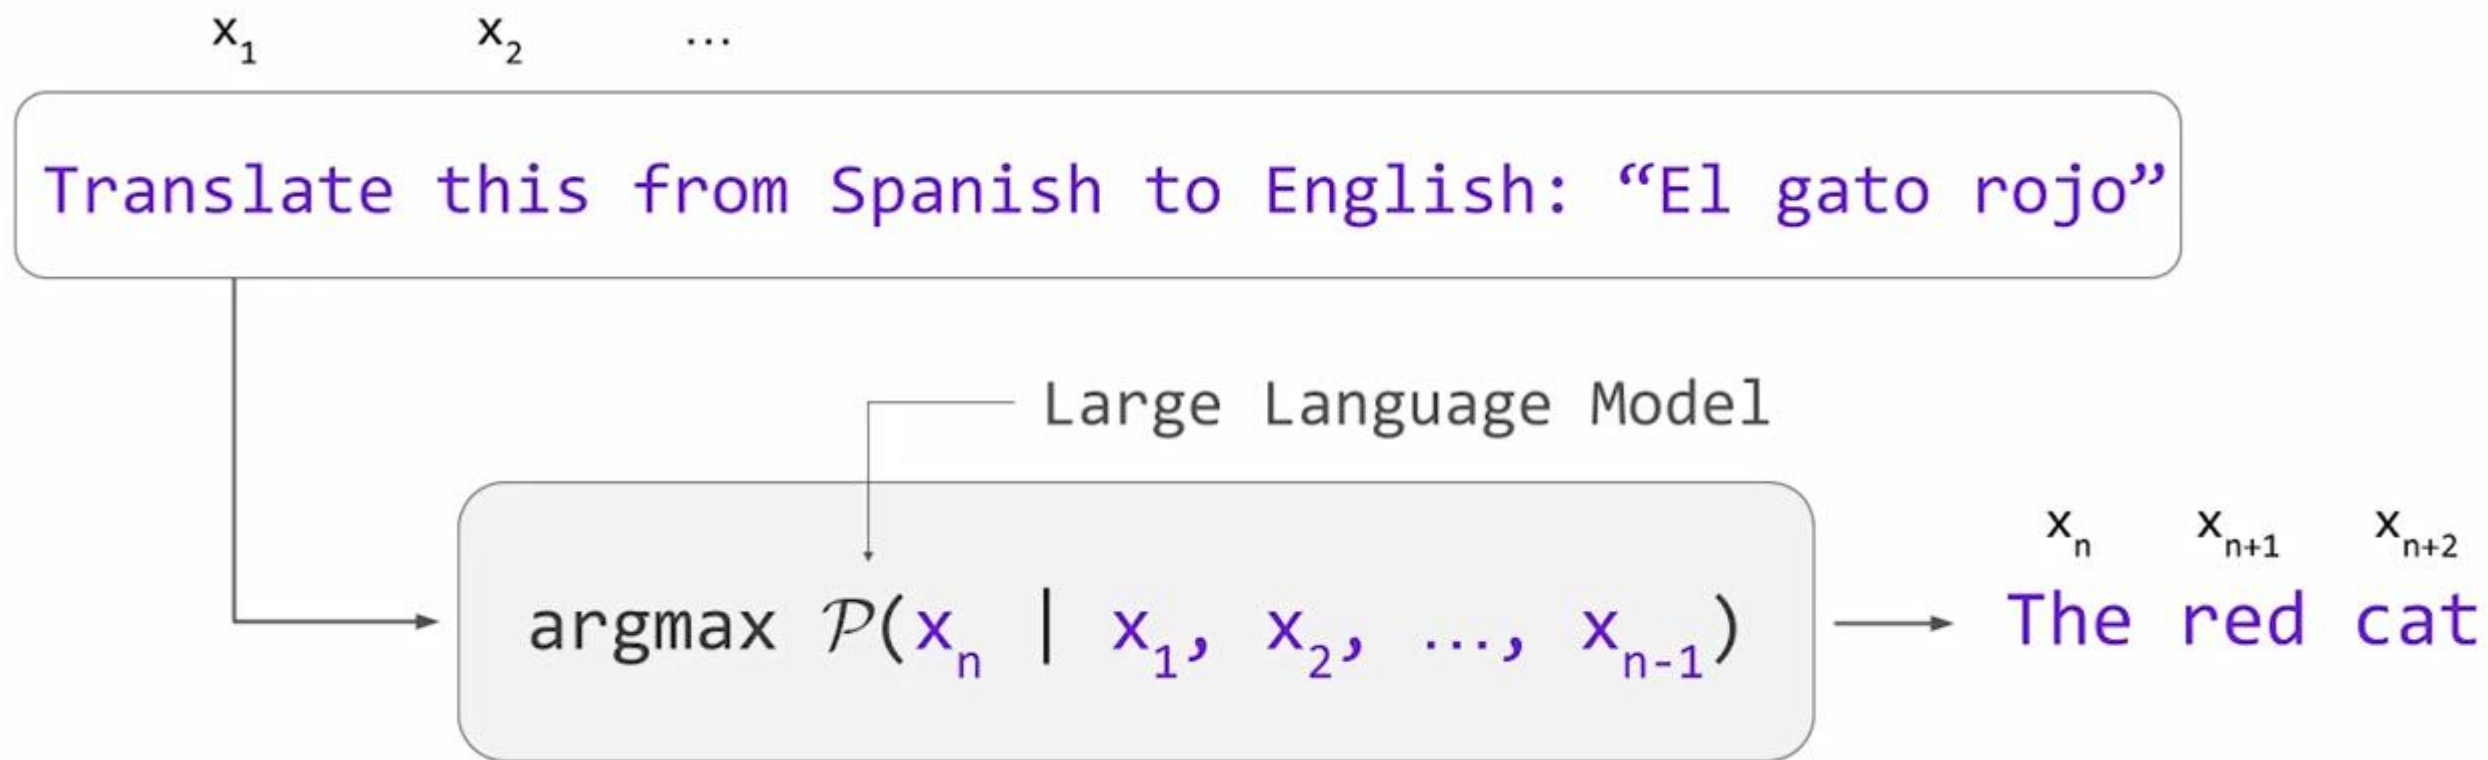 x₁ x₂ ...
Translate this from Spanish to English: “El gato rojo”
Large Language Model
xₙ xₙ₊₁ xₙ₊₂
argmax 𝒫(xₙ | x₁, x₂, ..., xₙ₋₁)
The red cat